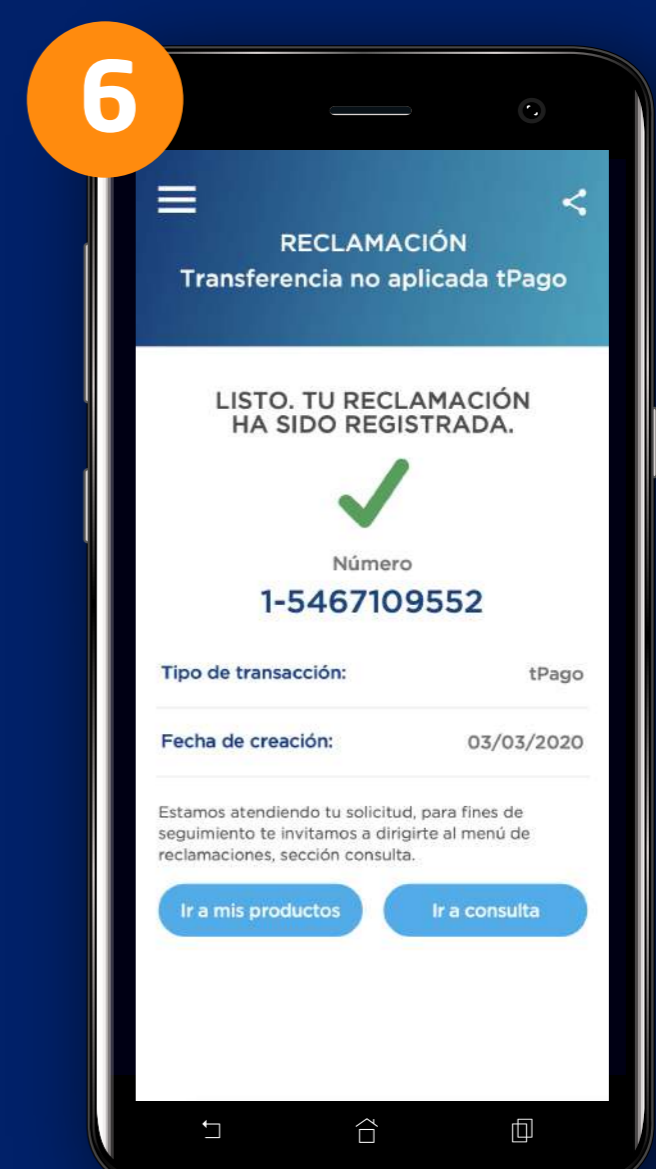 6
RECLAMACIÓN
Transferencia no aplicada tPago
LISTO. TU RECLAMACIÓN
HA SIDO REGISTRADA.
Número
1-5467109552
Tipo de transacción: tPago
Fecha de creación: 03/03/2020
Estamos atendiendo tu solicitud, para fines de
seguimiento te invitamos a dirigirte al menú de
reclamaciones, sección consulta.
Ir a mis productos Ir a consulta